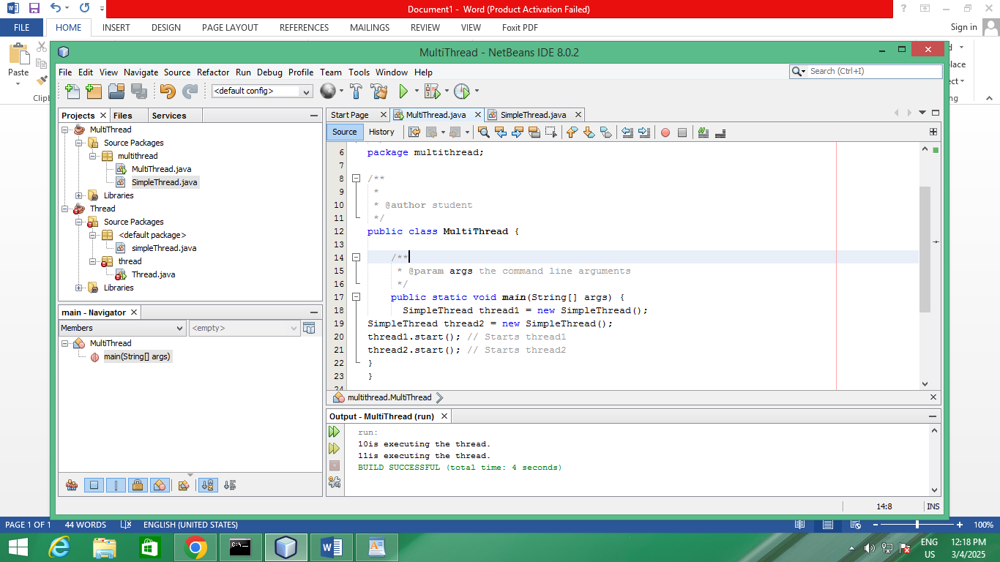 Document1 - Word (Product Activation Failed)
FILE HOME INSERT DESIGN PAGE LAYOUT REFERENCES MAILINGS REVIEW VIEW Foxit PDF Sign in
Paste
MultiThread - NetBeans IDE 8.0.2
File Edit View Navigate Source Refactor Run Debug Profile Team Tools Window Help
Search (Ctrl+I)
<default config>
Projects Files Services
MultiThread
Source Packages
multithread
MultiThread.java
SimpleThread.java
Libraries
Thread
Source Packages
<default package>
simpleThread.java
thread
Thread.java
Libraries
main - Navigator
Members <empty>
MultiThread
main(String[] args)
Start Page MultiThread.java SimpleThread.java
Source History
6 package multithread;
7
8 /**
9 *
10 * @author student
11 */
12 public class MultiThread {
13
14 /**
15 * @param args the command line arguments
16 */
17 public static void main(String[] args) {
18 SimpleThread thread1 = new SimpleThread();
19 SimpleThread thread2 = new SimpleThread();
20 thread1.start(); // Starts thread1
21 thread2.start(); // Starts thread2
22 }
23 }
24
multithread.MultiThread
Output - MultiThread (run)
run:
10is executing the thread.
11is executing the thread.
BUILD SUCCESSFUL (total time: 4 seconds)
14:8 INS
PAGE 1 OF 1 44 WORDS ENGLISH (UNITED STATES) 100%
ENG 12:18 PM
US 3/4/2025